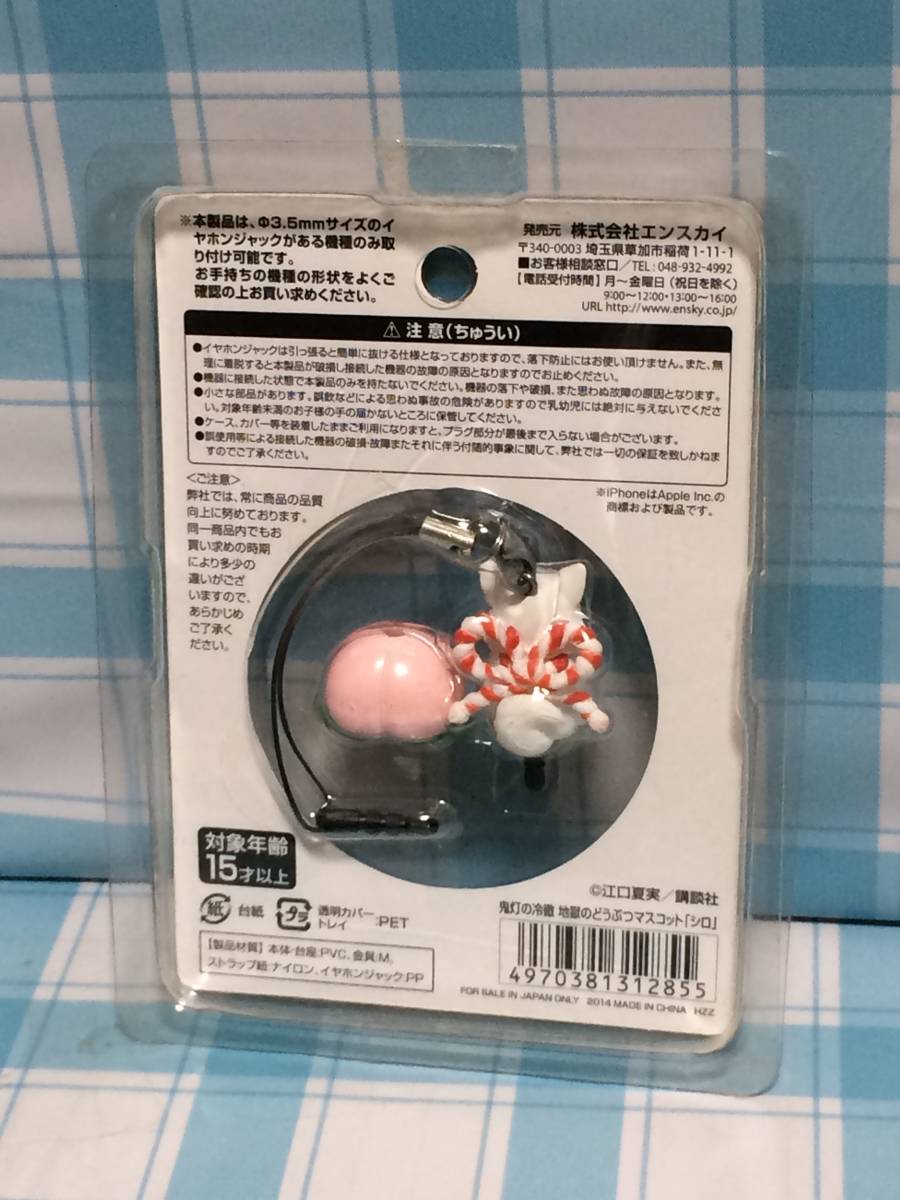 ※本製品は、Φ3.5mmサイズのイ
ヤホンジャックがある機種のみ取
り付け可能です。
お手持ちの機種の形状をよくご
確認の上お買い求めください。
発売元 株式会社エンスカイ
〒340-0003 埼玉県草加市稲荷1-11-1
■お客様相談窓口/TEL:048-932-4992
【電話受付時間】月~金曜日(祝日を除く)
9:00~12:00・13:00~16:00
URL http://www.ensky.co.jp/
⚠注意(ちゅうい)
●イヤホンジャックは引っ張ると簡単に抜ける仕様となっておりますので、落下防止にはお使い頂けません。また、無
理に着脱すると本製品が破損し接続した機器の故障の原因となりますのでお止めください。
●機器に接続した状態で本製品のみを持たないでください。機器の落下や破損、また思わぬ故障の原因となります。
●小さな部品があります。誤飲などによる思わぬ事故の危険がありますので乳幼児には絶対に与えないでくださ
い。対象年齢未満のお子様の手の届かないところに保管してください。
●ケース、カバー等を装着したままご利用になりますと、プラグ部分が最後まで入らない場合がございます。
●誤使用等による接続した機器の破損・故障またそれに伴う付随的事象に関して、弊社では一切の保証を致しかねま
すのでご了承ください。
<ご注意>
弊社では、常に商品の品質
向上に努めております。
同一商品内でもお
買い求めの時期
により多少の
違いがござ
いますので、
あらかじめ
ご了承く
ださい。
※iPhoneはApple Inc.の
商標および製品です。
対象年齢
15才以上
紙 台紙
プラ 透明カバー
トレイ :PET
【製品材質】本体・台座:PVC、金具:M、
ストラップ紐:ナイロン、イヤホンジャック:PP
©江口夏実/講談社
鬼灯の冷徹 地獄のどうぶつマスコット「シロ」
4970381312855
FOR SALE IN JAPAN ONLY 2014 MADE IN CHINA HZZ